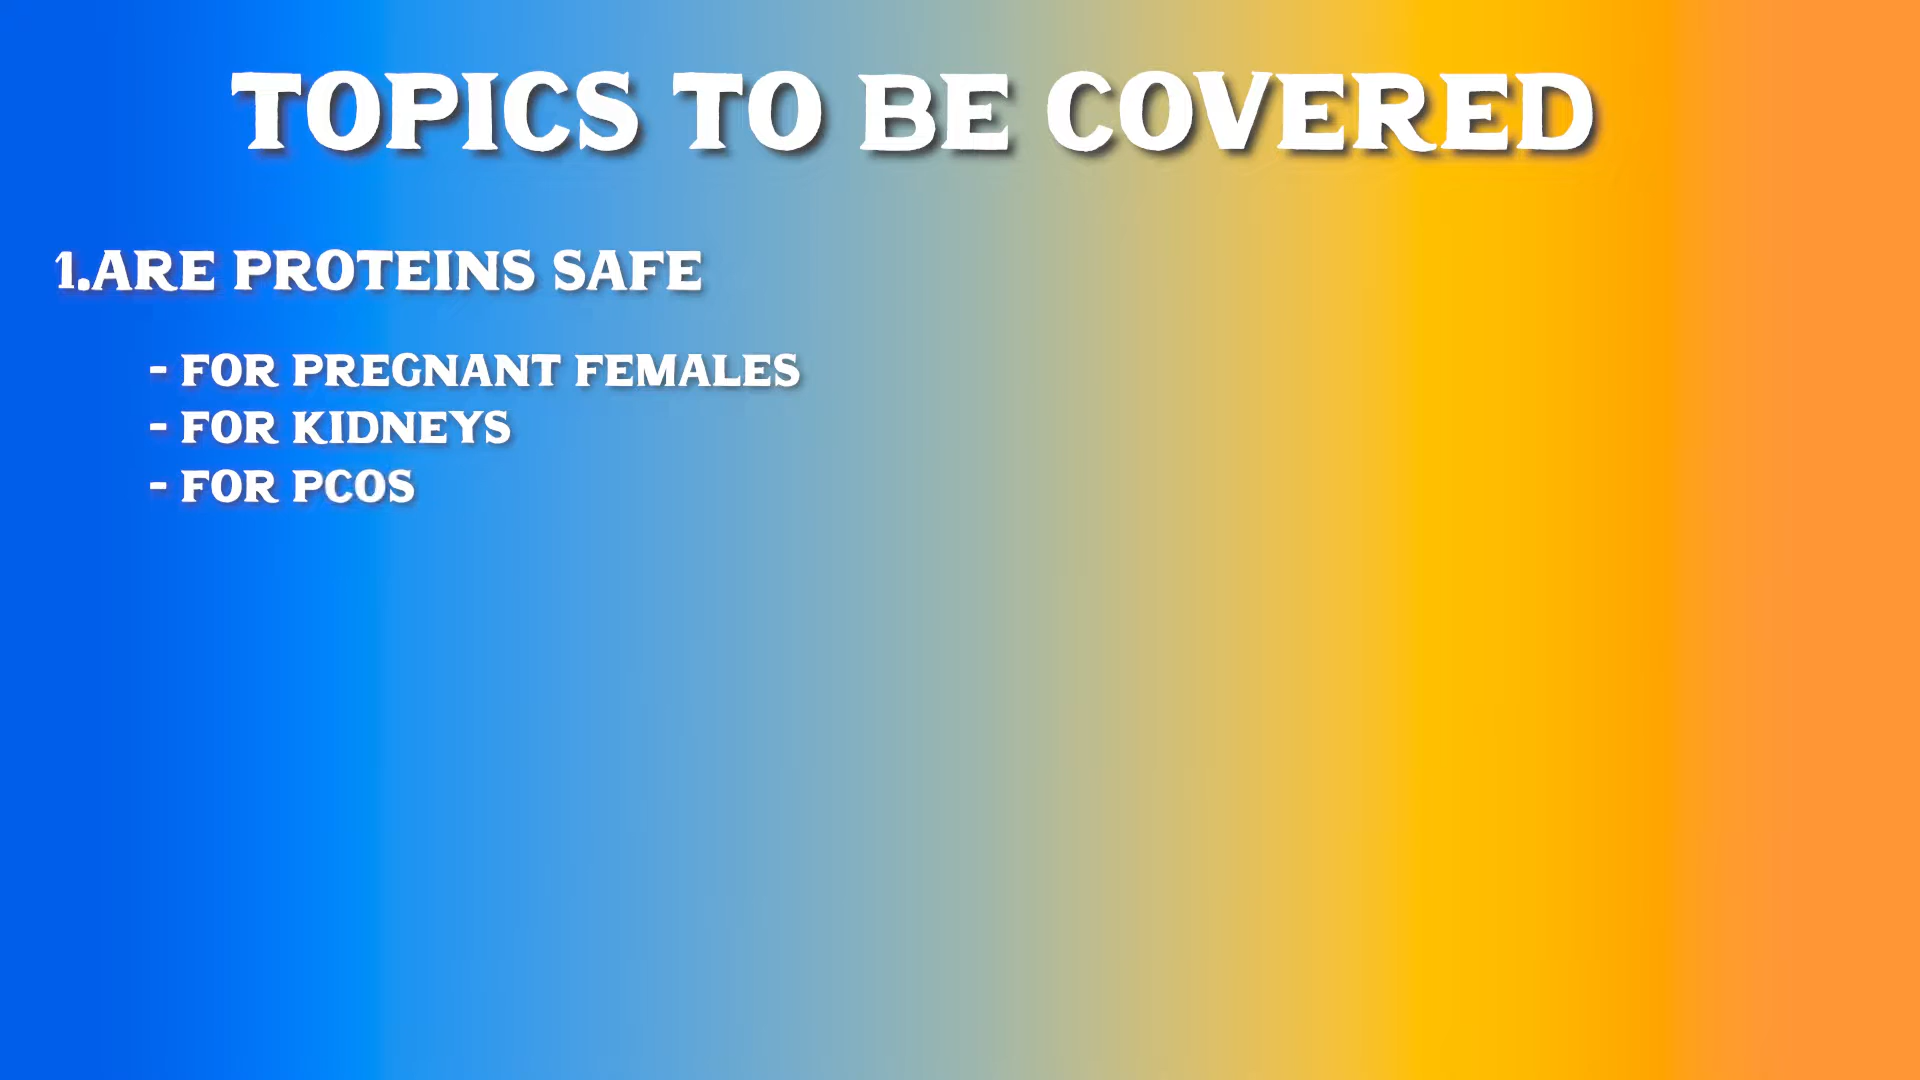 TOPICS TO BE COVERED
1.ARE PROTEINS SAFE
- FOR PREGNANT FEMALES
- FOR KIDNEYS
- FOR PCOS